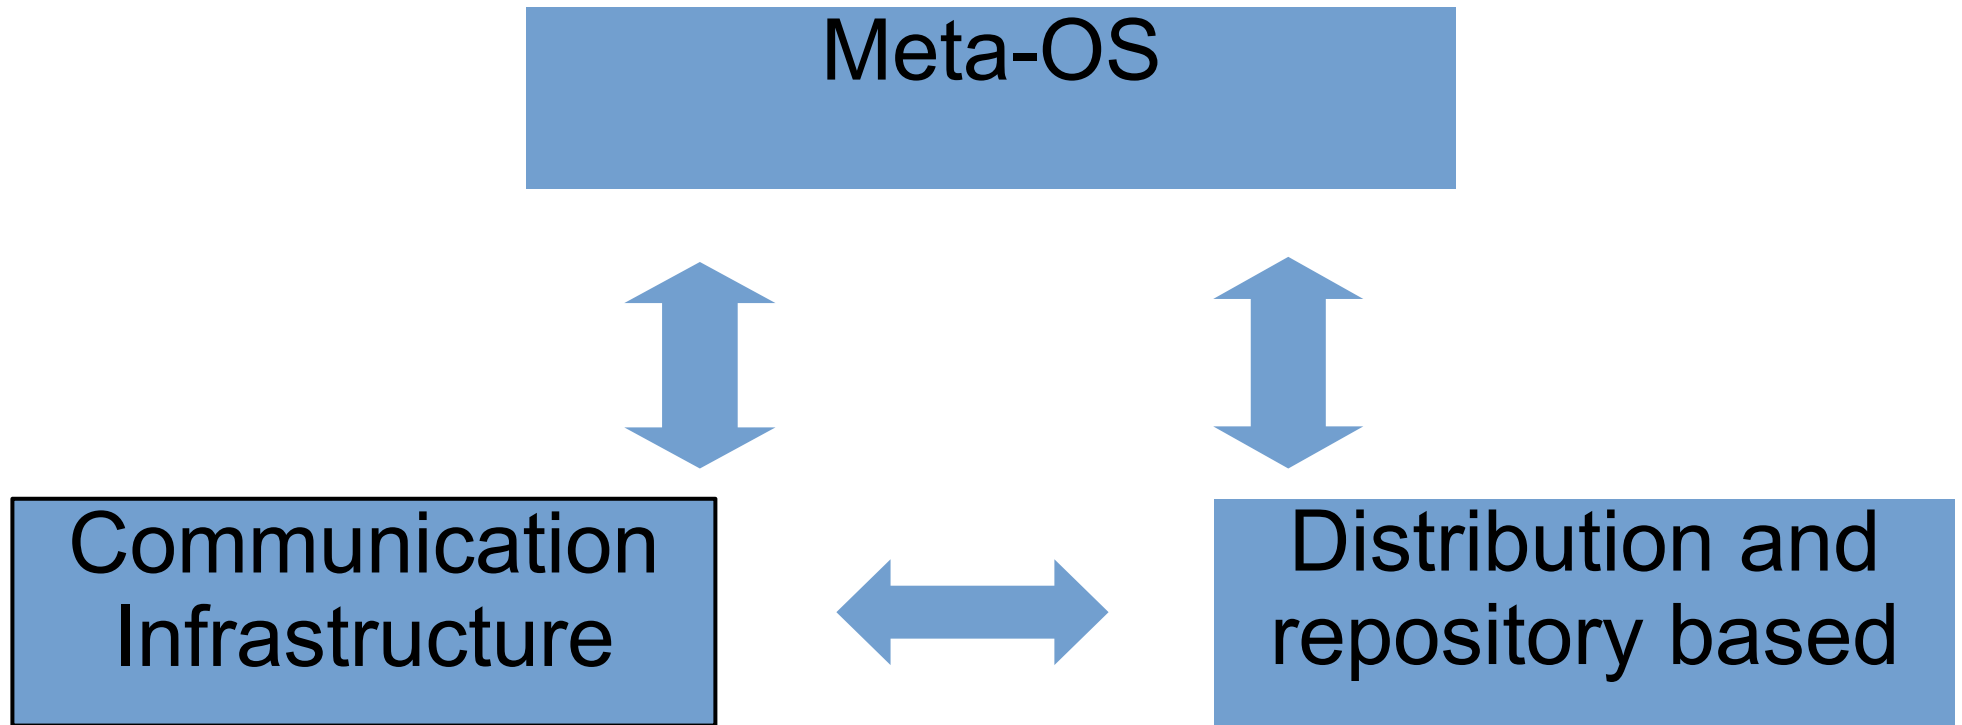 Meta-OS
Communication
Infrastructure
Distribution and
repository based